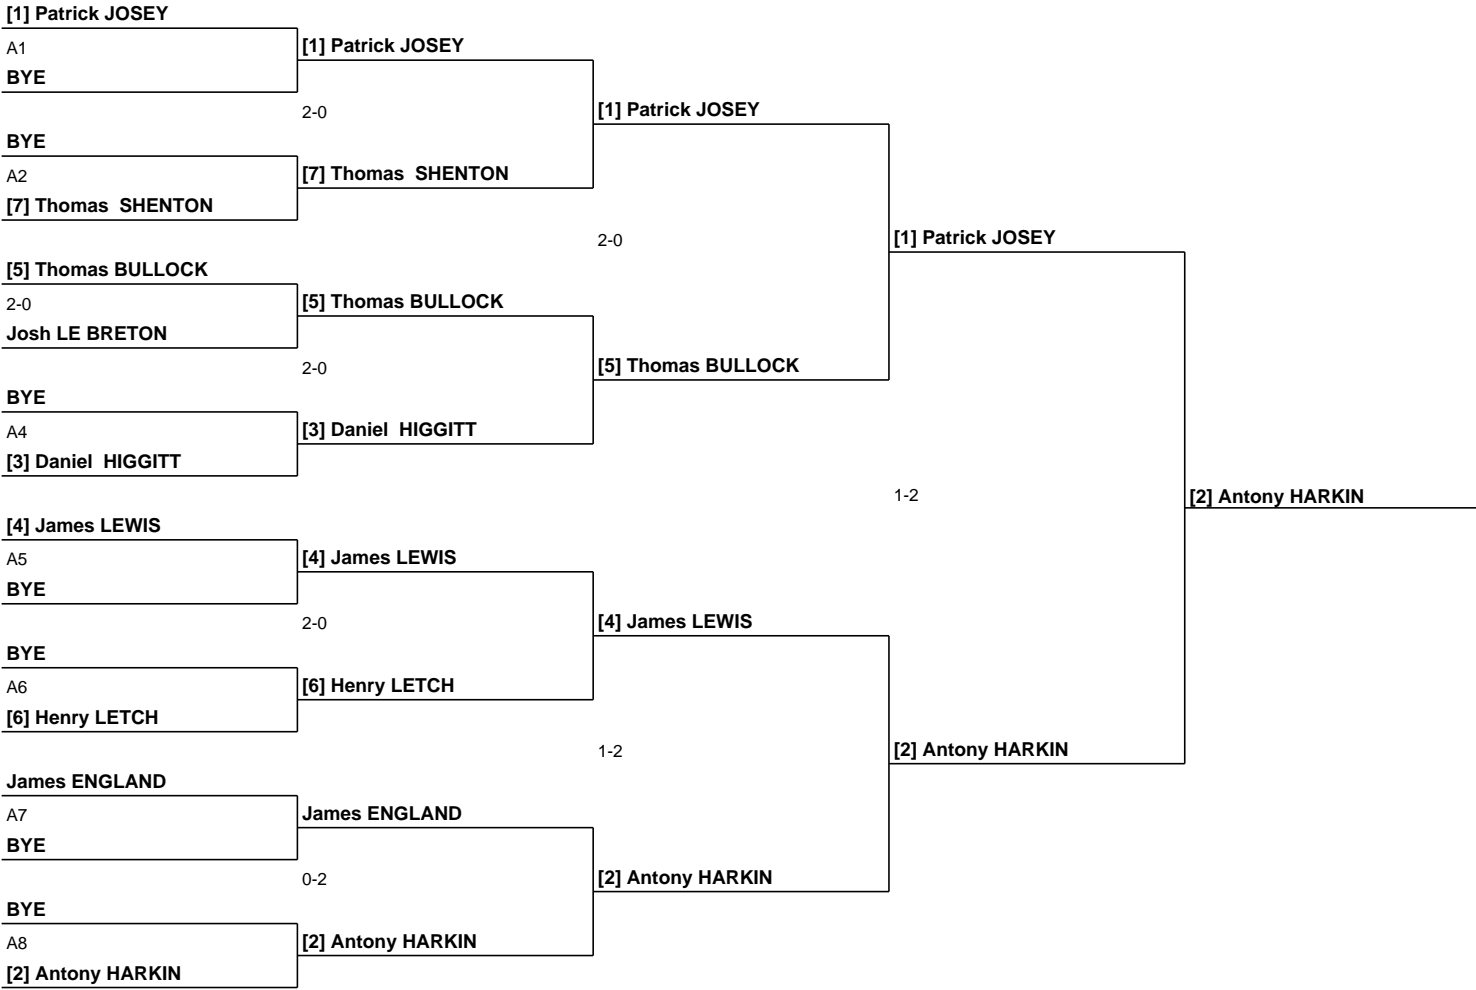 [1] Patrick JOSEY
A1
BYE
BYE
A2
[7] Thomas  SHENTON
[5] Thomas BULLOCK
2-0
Josh LE BRETON
BYE
A4
[3] Daniel  HIGGITT
[4] James LEWIS
A5
BYE
BYE
A6
[6] Henry LETCH
James ENGLAND
A7
BYE
BYE
A8
[2] Antony HARKIN
[1] Patrick JOSEY
2-0
[7] Thomas  SHENTON
[5] Thomas BULLOCK
2-0
[3] Daniel  HIGGITT
[4] James LEWIS
2-0
[6] Henry LETCH
James ENGLAND
0-2
[2] Antony HARKIN
[1] Patrick JOSEY
2-0
[5] Thomas BULLOCK
[4] James LEWIS
1-2
[2] Antony HARKIN
[1] Patrick JOSEY
1-2
[2] Antony HARKIN
[2] Antony HARKIN